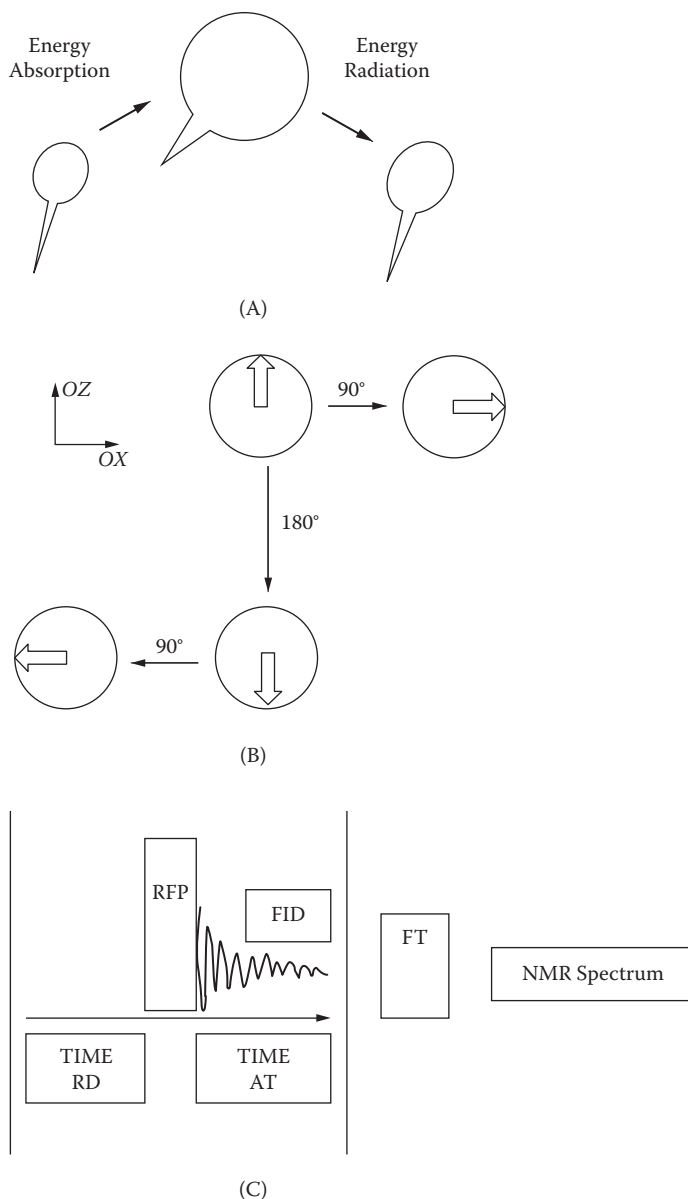 Energy
Absorption
Energy
Radiation
(A)
OZ
OX
90°
180°
90°
(B)
RFP
FID
FT
NMR Spectrum
TIME
RD
TIME
AT
(C)